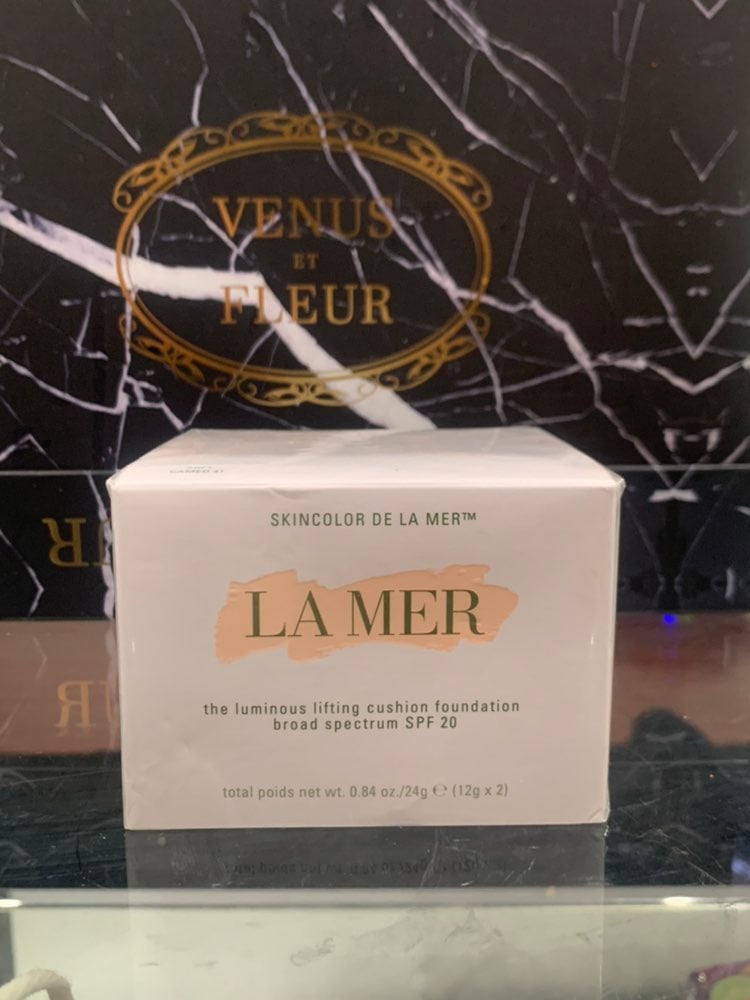 VENUS
ET
FLEUR
SKINCOLOR DE LA MER™
LA MER
the luminous lifting cushion foundation
broad spectrum SPF 20
total poids net wt. 0.84 oz./24g ℮ (12g x 2)